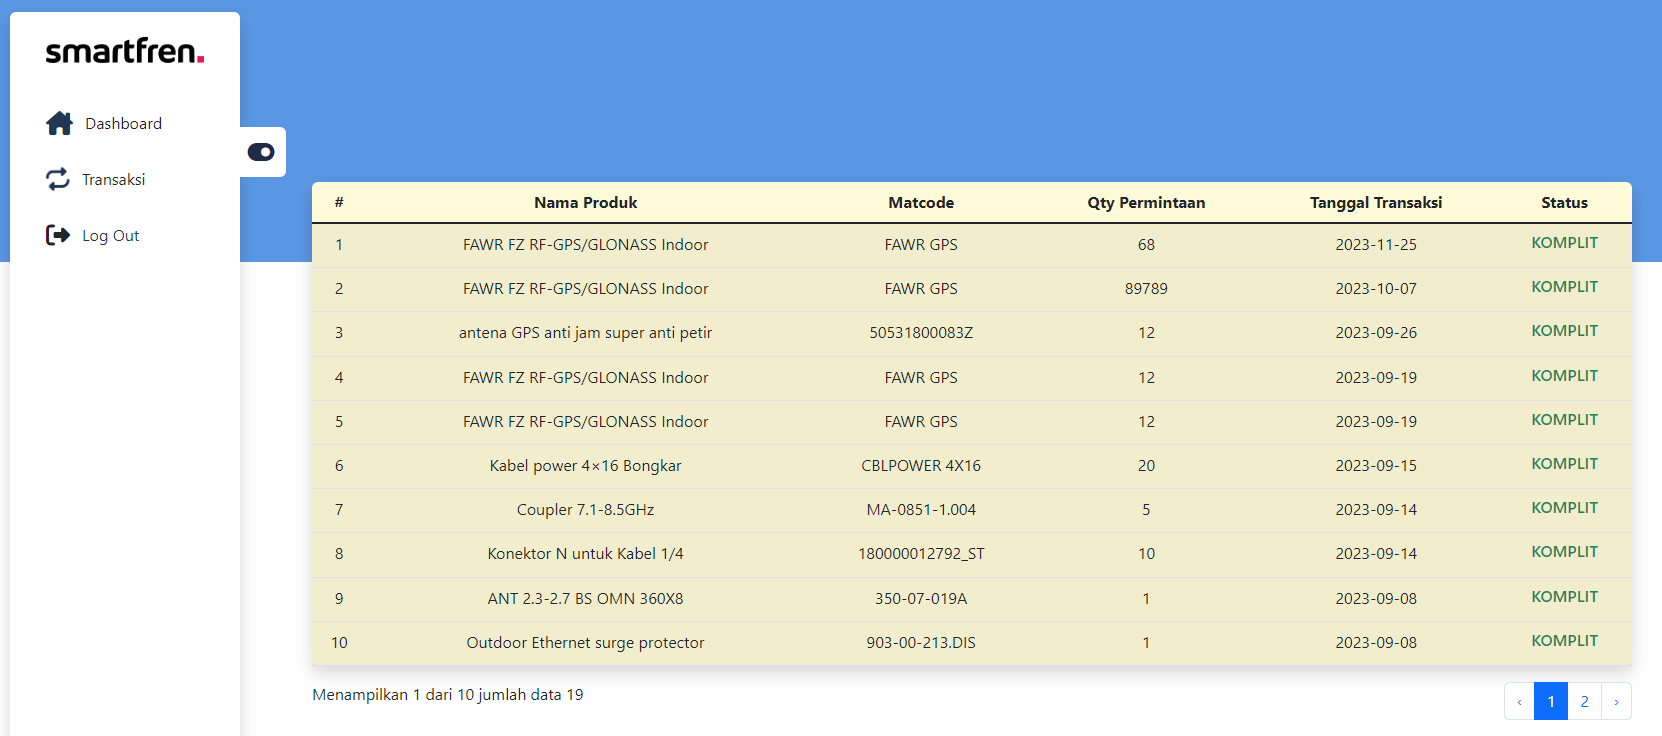 smartfren.
Dashboard
Transaksi
Log Out
# Nama Produk Matcode Qty Permintaan Tanggal Transaksi Status
1 FAWR FZ RF-GPS/GLONASS Indoor FAWR GPS 68 2023-11-25 KOMPLIT
2 FAWR FZ RF-GPS/GLONASS Indoor FAWR GPS 89789 2023-10-07 KOMPLIT
3 antena GPS anti jam super anti petir 50531800083Z 12 2023-09-26 KOMPLIT
4 FAWR FZ RF-GPS/GLONASS Indoor FAWR GPS 12 2023-09-19 KOMPLIT
5 FAWR FZ RF-GPS/GLONASS Indoor FAWR GPS 12 2023-09-19 KOMPLIT
6 Kabel power 4×16 Bongkar CBLPOWER 4X16 20 2023-09-15 KOMPLIT
7 Coupler 7.1-8.5GHz MA-0851-1.004 5 2023-09-14 KOMPLIT
8 Konektor N untuk Kabel 1/4 180000012792_ST 10 2023-09-14 KOMPLIT
9 ANT 2.3-2.7 BS OMN 360X8 350-07-019A 1 2023-09-08 KOMPLIT
10 Outdoor Ethernet surge protector 903-00-213.DIS 1 2023-09-08 KOMPLIT
Menampilkan 1 dari 10 jumlah data 19
‹ 1 2 ›